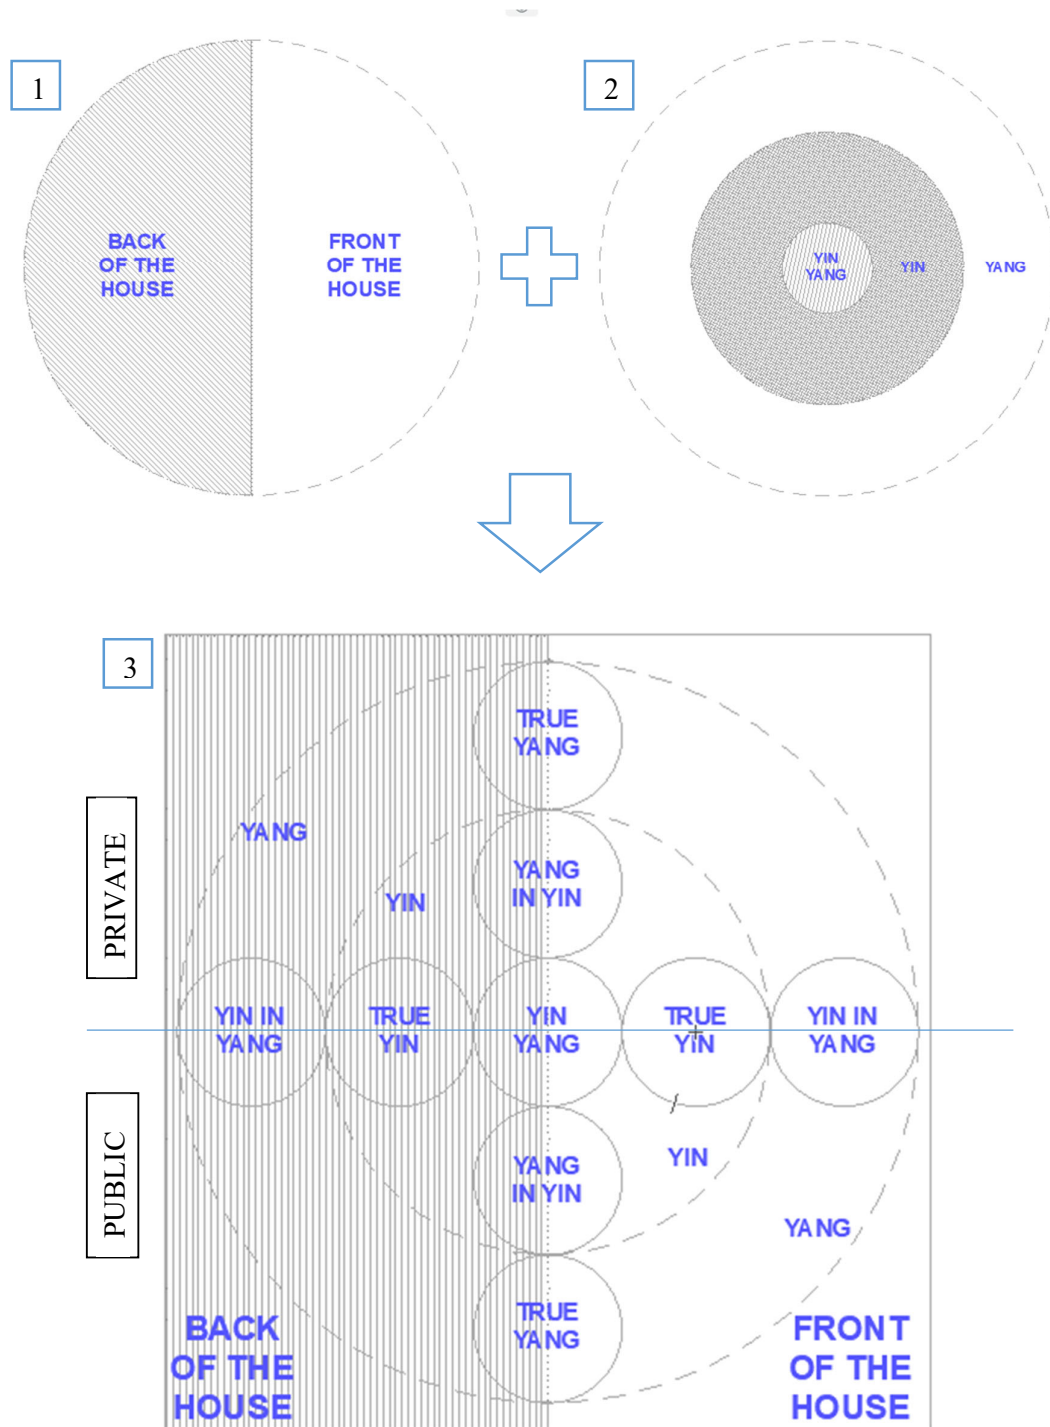 1
2
BACK
OF THE
HOUSE
FRONT
OF THE
HOUSE
YIN
YANG
YIN
YANG
3
TRUE
YANG
YANG
YANG
IN YIN
YIN
PRIVATE
YIN IN
YANG
TRUE
YIN
YIN
YANG
TRUE
YIN
YIN IN
YANG
PUBLIC
YANG
IN YIN
YIN
YANG
TRUE
YANG
BACK
OF THE
HOUSE
FRONT
OF THE
HOUSE